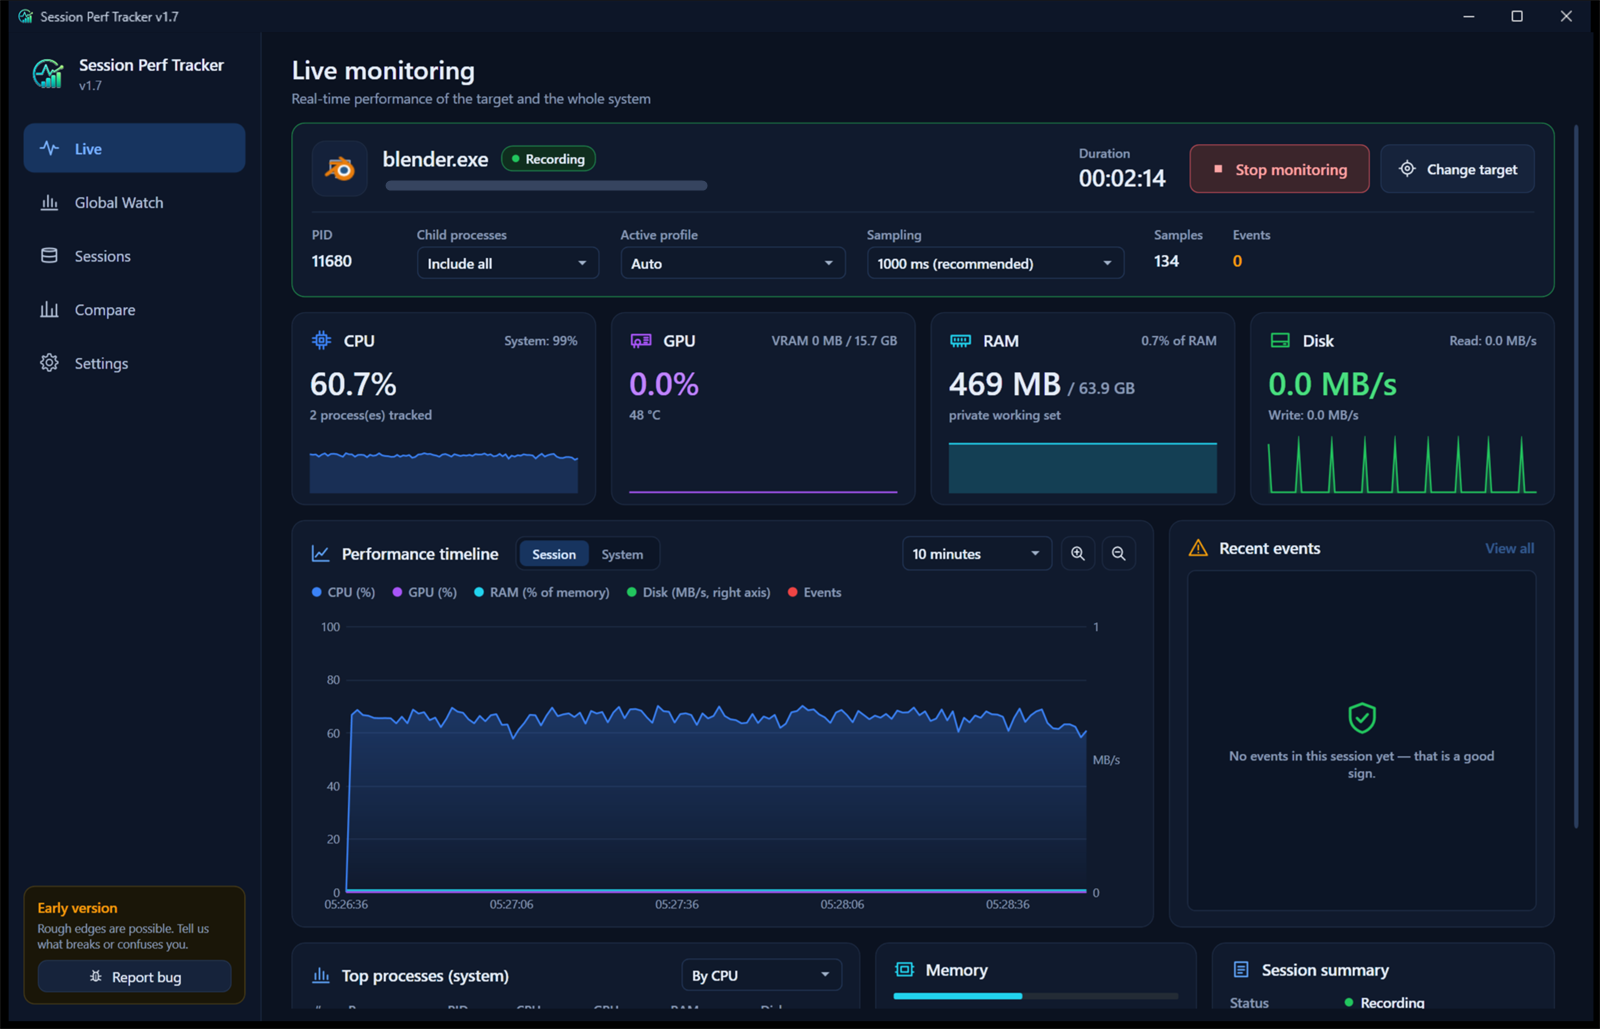 Session Perf Tracker v1.7
Session Perf Tracker
v1.7
Live
Global Watch
Sessions
Compare
Settings
Early version
Rough edges are possible. Tell us
what breaks or confuses you.
Report bug
Live monitoring
Real-time performance of the target and the whole system
blender.exe
Recording
Duration
00:02:14
Stop monitoring
Change target
PID
11680
Child processes
Include all
Active profile
Auto
Sampling
1000 ms (recommended)
Samples
134
Events
0
CPU
System: 99%
60.7%
2 process(es) tracked
GPU
VRAM 0 MB / 15.7 GB
0.0%
48 °C
RAM
0.7% of RAM
469 MB / 63.9 GB
private working set
Disk
Read: 0.0 MB/s
0.0 MB/s
Write: 0.0 MB/s
Performance timeline
Session
System
10 minutes
CPU (%)
GPU (%)
RAM (% of memory)
Disk (MB/s, right axis)
Events
100
80
60
40
20
0
1
MB/s
0
05:26:36
05:27:06
05:27:36
05:28:06
05:28:36
Recent events
View all
No events in this session yet — that is a good
sign.
Top processes (system)
By CPU
Memory
Session summary
Status
Recording